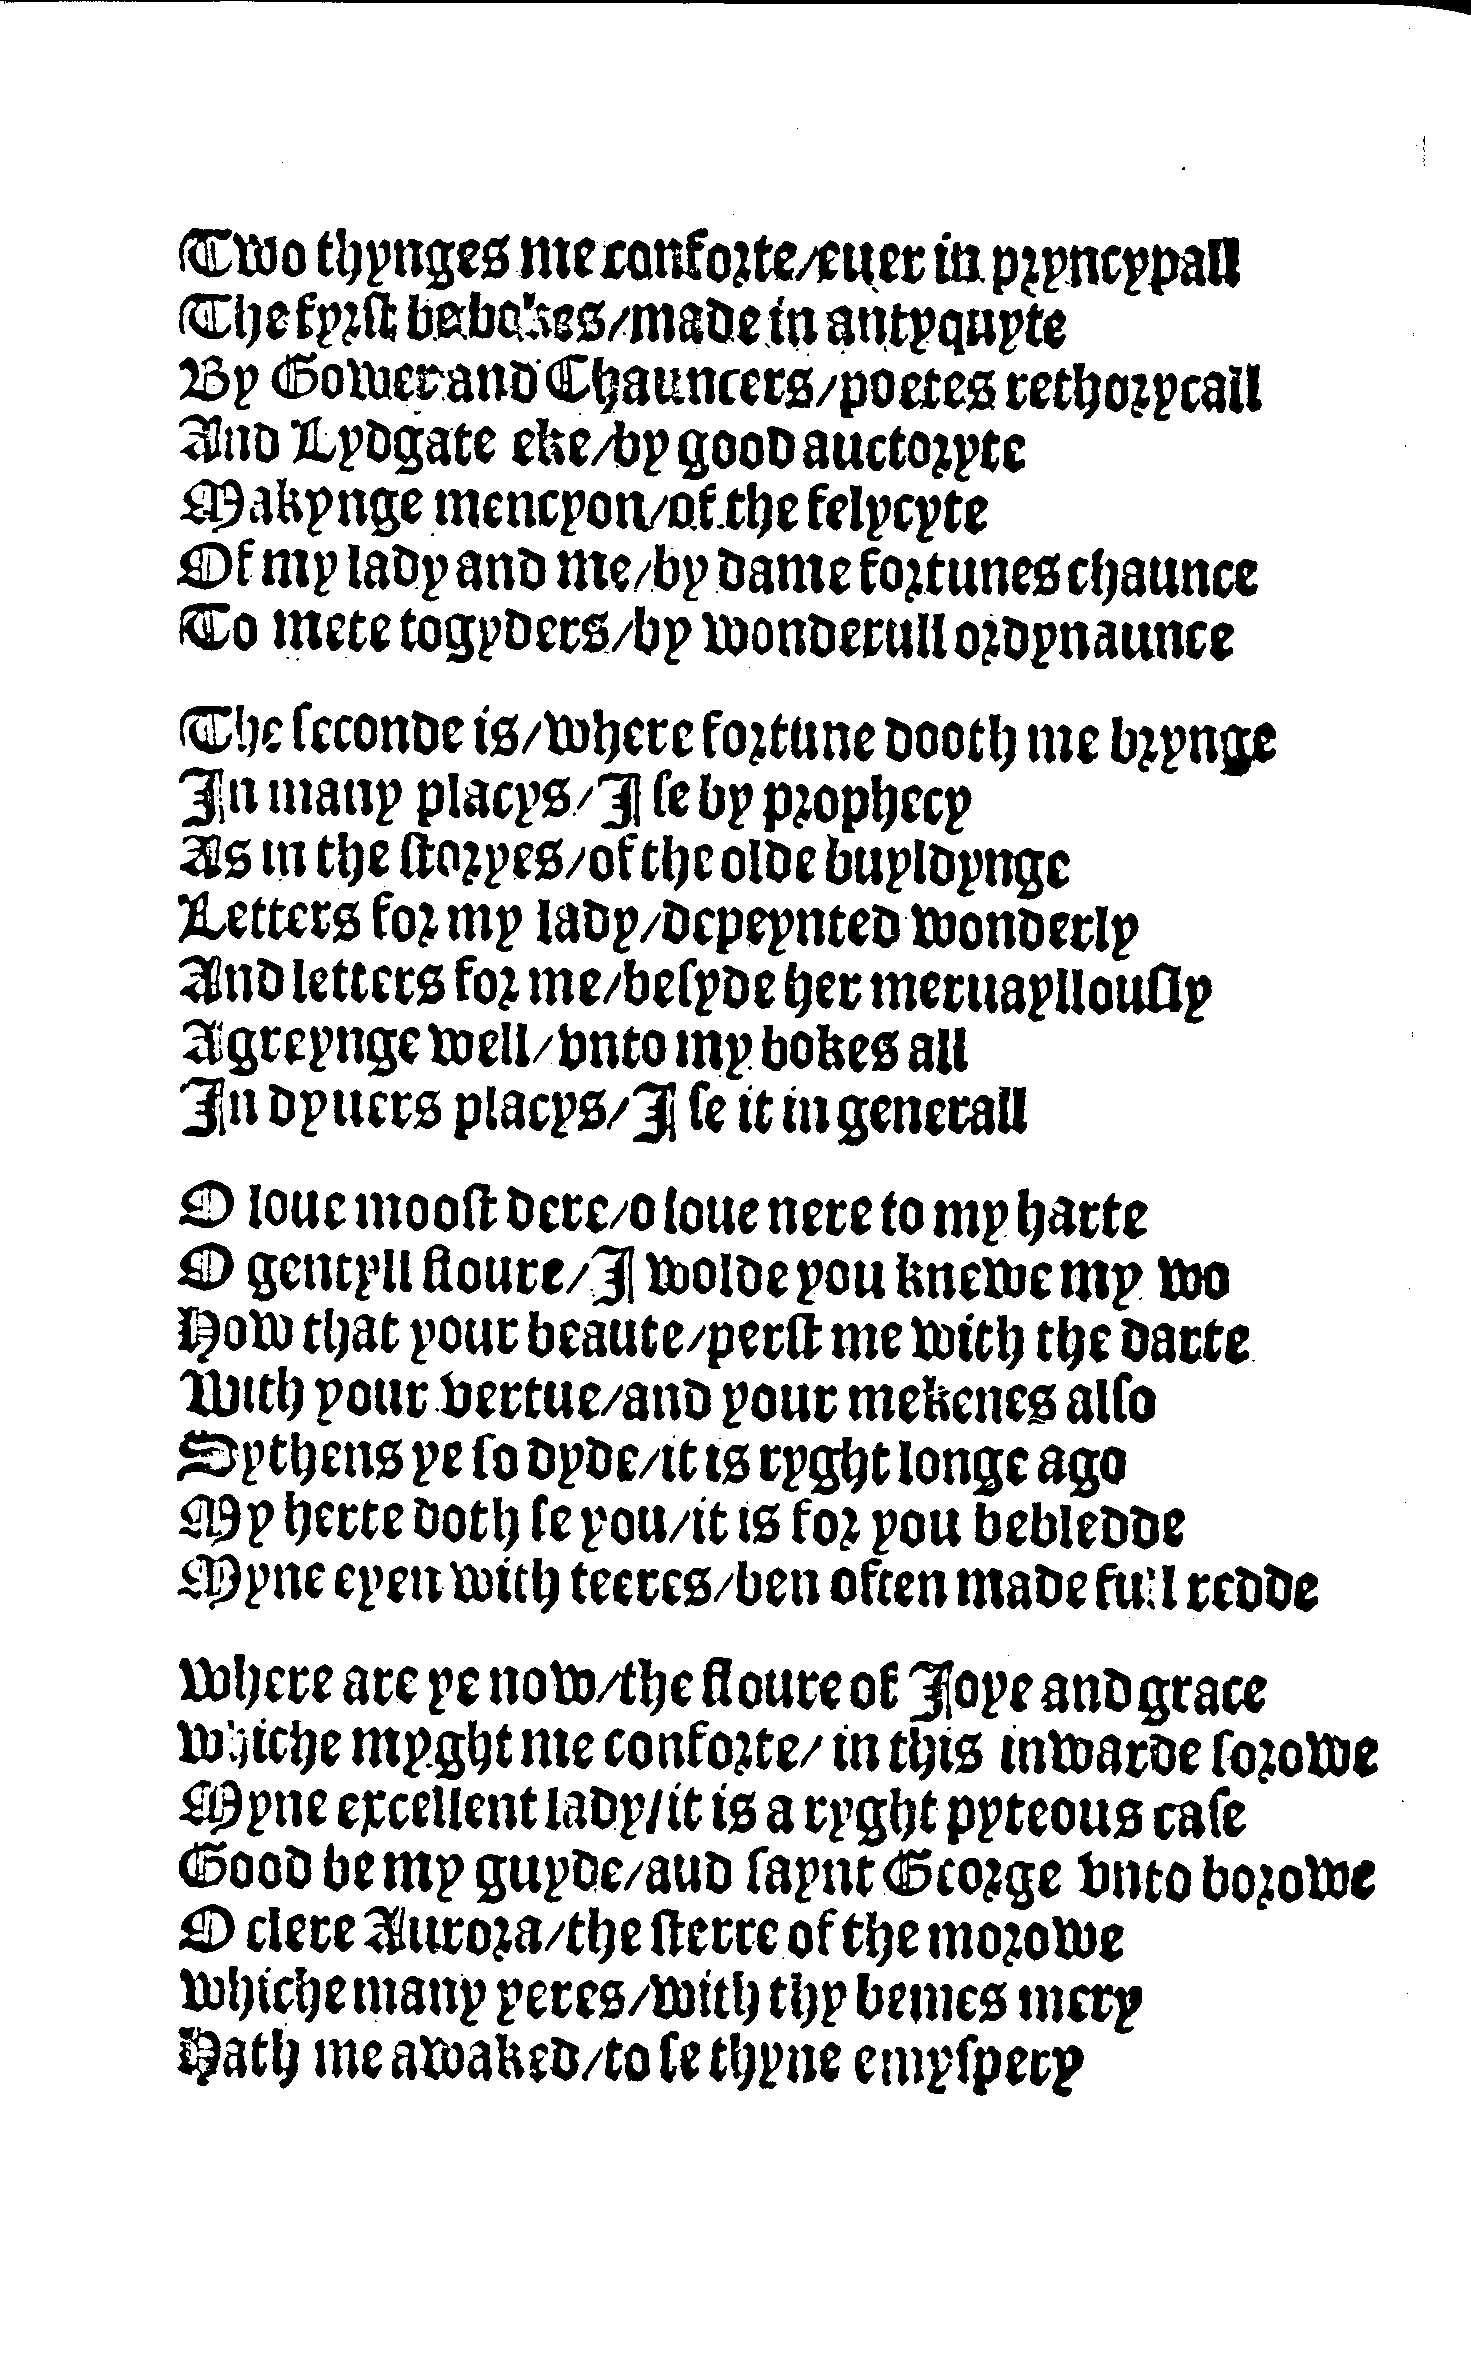 Two thynges me conforte/euer in pryncypall
The fyrst be bokes/made in antyquyte
By Gower and Chauncers/poetes rethorycall
And Lydgate eke/by good auctoryte
Makynge mencyon/of the felycyte
Of my lady and me/by dame fortunes chaunce
To mete togyders/by wonderull ordynaunce

The seconde is/where fortune dooth me brynge
In many placys/I se by prophecy
As in the storyes/of the olde buyldynge
Letters for my lady/depeynted wonderly
And letters for me/besyde her meruayllously
Agreynge well/vnto my bokes all
In dyuers placys/I se it in generall

O loue moost dere/o loue nere to my harte
O gentyll floure/I wolde you knewe my wo
How that your beaute/perst me with the darte
With your vertue/and your mekenes also
Sythens ye so dyde/it is ryght longe ago
My herte doth se you/it is for you bebledde
Myne eyen with teeres/ben often made full redde

Where are ye now/the floure of Joye and grace
Whiche myght me conforte/ in this inwarde sorowe
Myne excellent lady/it is a ryght pyteous case
Good be my guyde/aud saynt George vnto borowe
O clere Aurora/the sterre of the morowe
Whiche many yeres/with thy bemes mery
Hath me awaked/to se thyne emyspery